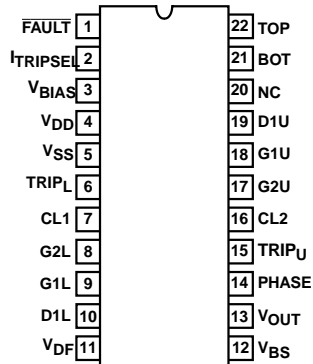 FAULT 1 22 TOP
ITRIPSEL 2 21 BOT
VBIAS 3 20 NC
VDD 4 19 D1U
VSS 5 18 G1U
TRIPL 6 17 G2U
CL1 7 16 CL2
G2L 8 15 TRIPU
G1L 9 14 PHASE
D1L 10 13 VOUT
VDF 11 12 VBS